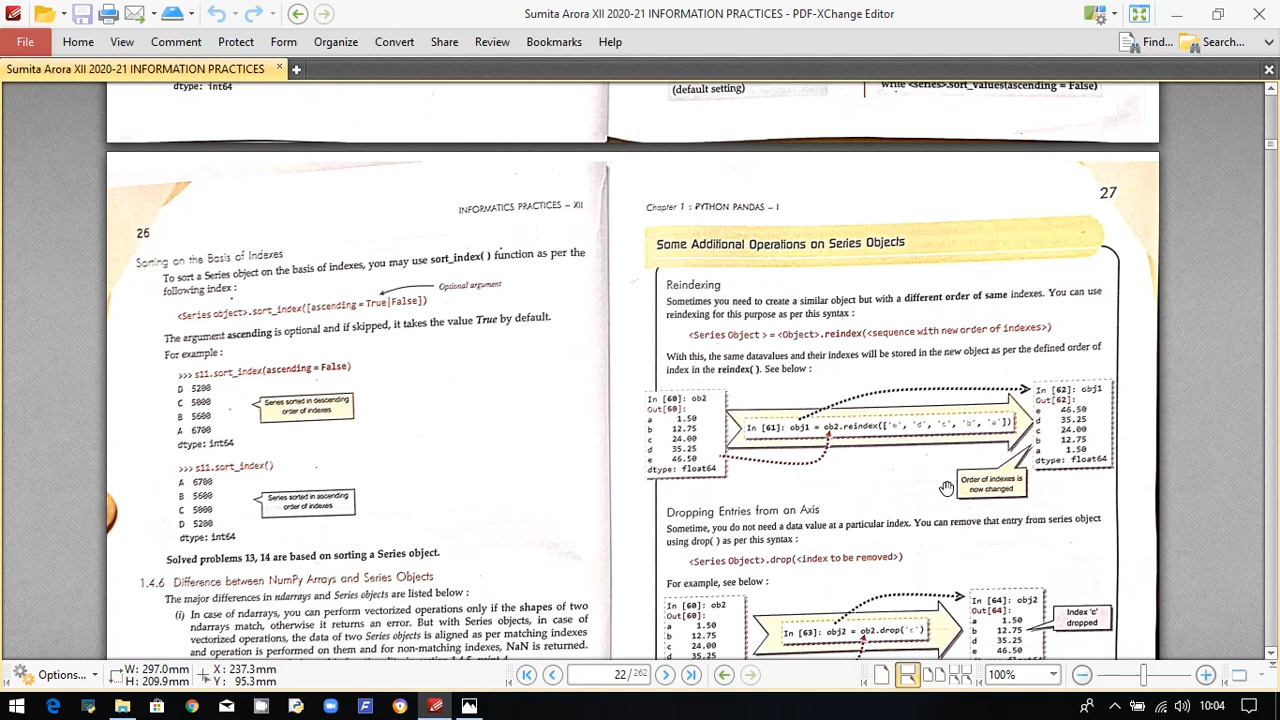 Sumita Arora XII 2020-21 INFORMATION PRACTICES - PDF-XChange Editor
File Home View Comment Protect Form Organize Convert Share Review Bookmarks Help Find... Search...
Sumita Arora XII 2020-21 INFORMATION PRACTICES
dtype: int64
(default setting)
write <series>.sort_values(ascending = False)
INFORMATICS PRACTICES – XII
26
Sorting on the Basis of Indexes
To sort a Series object on the basis of indexes, you may use sort_index( ) function as per the
following index :
Optional argument
<Series object>.sort_index([ascending = True|False])
The argument ascending is optional and if skipped, it takes the value True by default.
For example :
>>> s11.sort_index(ascending = False)
D 5200
C 5000
B 5600
A 6700
dtype: int64
Series sorted in descending
order of indexes
>>> s11.sort_index()
A 6700
B 5600
C 5000
D 5200
dtype: int64
Series sorted in ascending
order of indexes
Solved problems 13, 14 are based on sorting a Series object.
1.4.6 Difference between NumPy Arrays and Series Objects
The major differences in ndarrays and Series objects are listed below :
(i) In case of ndarrays, you can perform vectorized operations only if the shapes of two
ndarrays match, otherwise it returns an error. But with Series objects, in case of
vectorized operations, the data of two Series objects is aligned as per matching indexes
and operation is performed on them and for non-matching indexes, NaN is returned.
Chapter 1 : PYTHON PANDAS – I
27
Some Additional Operations on Series Objects
Reindexing
Sometimes you need to create a similar object but with a different order of same indexes. You can use
reindexing for this purpose as per this syntax :
<Series Object > = <Object>.reindex(<sequence with new order of indexes>)
With this, the same datavalues and their indexes will be stored in the new object as per the defined order of
index in the reindex( ). See below :
In [60]: ob2
Out[60]:
a 1.50
b 12.75
c 24.00
d 35.25
e 46.50
dtype: float64
In [61]: obj1 = ob2.reindex(['e', 'd', 'c', 'b', 'a'])
In [62]: obj1
Out[62]:
e 46.50
d 35.25
c 24.00
b 12.75
a 1.50
dtype: float64
Order of indexes is
now changed
Dropping Entries from an Axis
Sometime, you do not need a data value at a particular index. You can remove that entry from series object
using drop( ) as per this syntax :
<Series Object>.drop(<index to be removed>)
For example, see below :
In [60]: ob2
Out[60]:
a 1.50
b 12.75
c 24.00
d 35.25
In [63]: obj2 = ob2.drop('c')
In [64]: obj2
Out[64]:
a 1.50
b 12.75
d 35.25
e 46.50
Index 'c'
dropped
Options... W: 297.0mm X: 237.3mm
H: 209.9mm Y: 95.3mm
22 / 262
100%
ENG 10:04